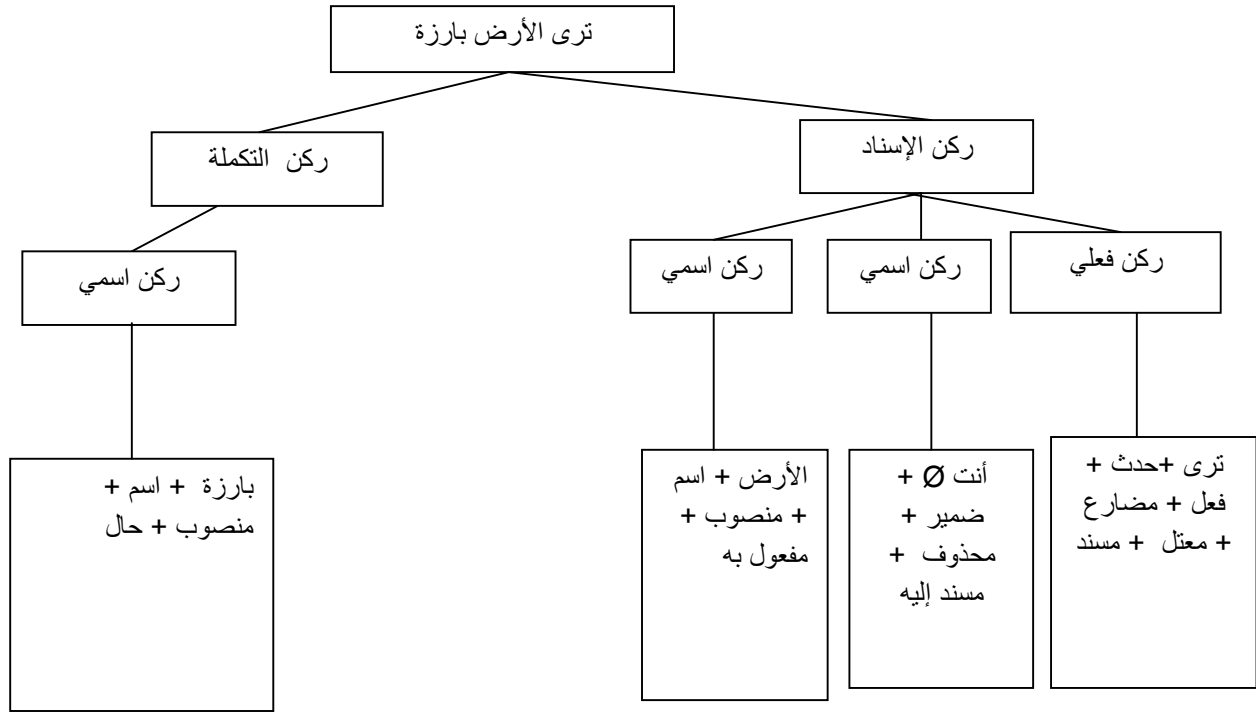 ترى الأرض بارزة
ركن الإسناد
ركن التكملة
ركن فعلي
ركن اسمي
ركن اسمي
ركن اسمي
ترى +حدث +
فعل + مضارع
+ معتل + مسند
أنت Ø +
ضمير +
محذوف +
مسند إليه
الأرض + اسم
+ منصوب +
مفعول به
بارزة + اسم +
منصوب + حال